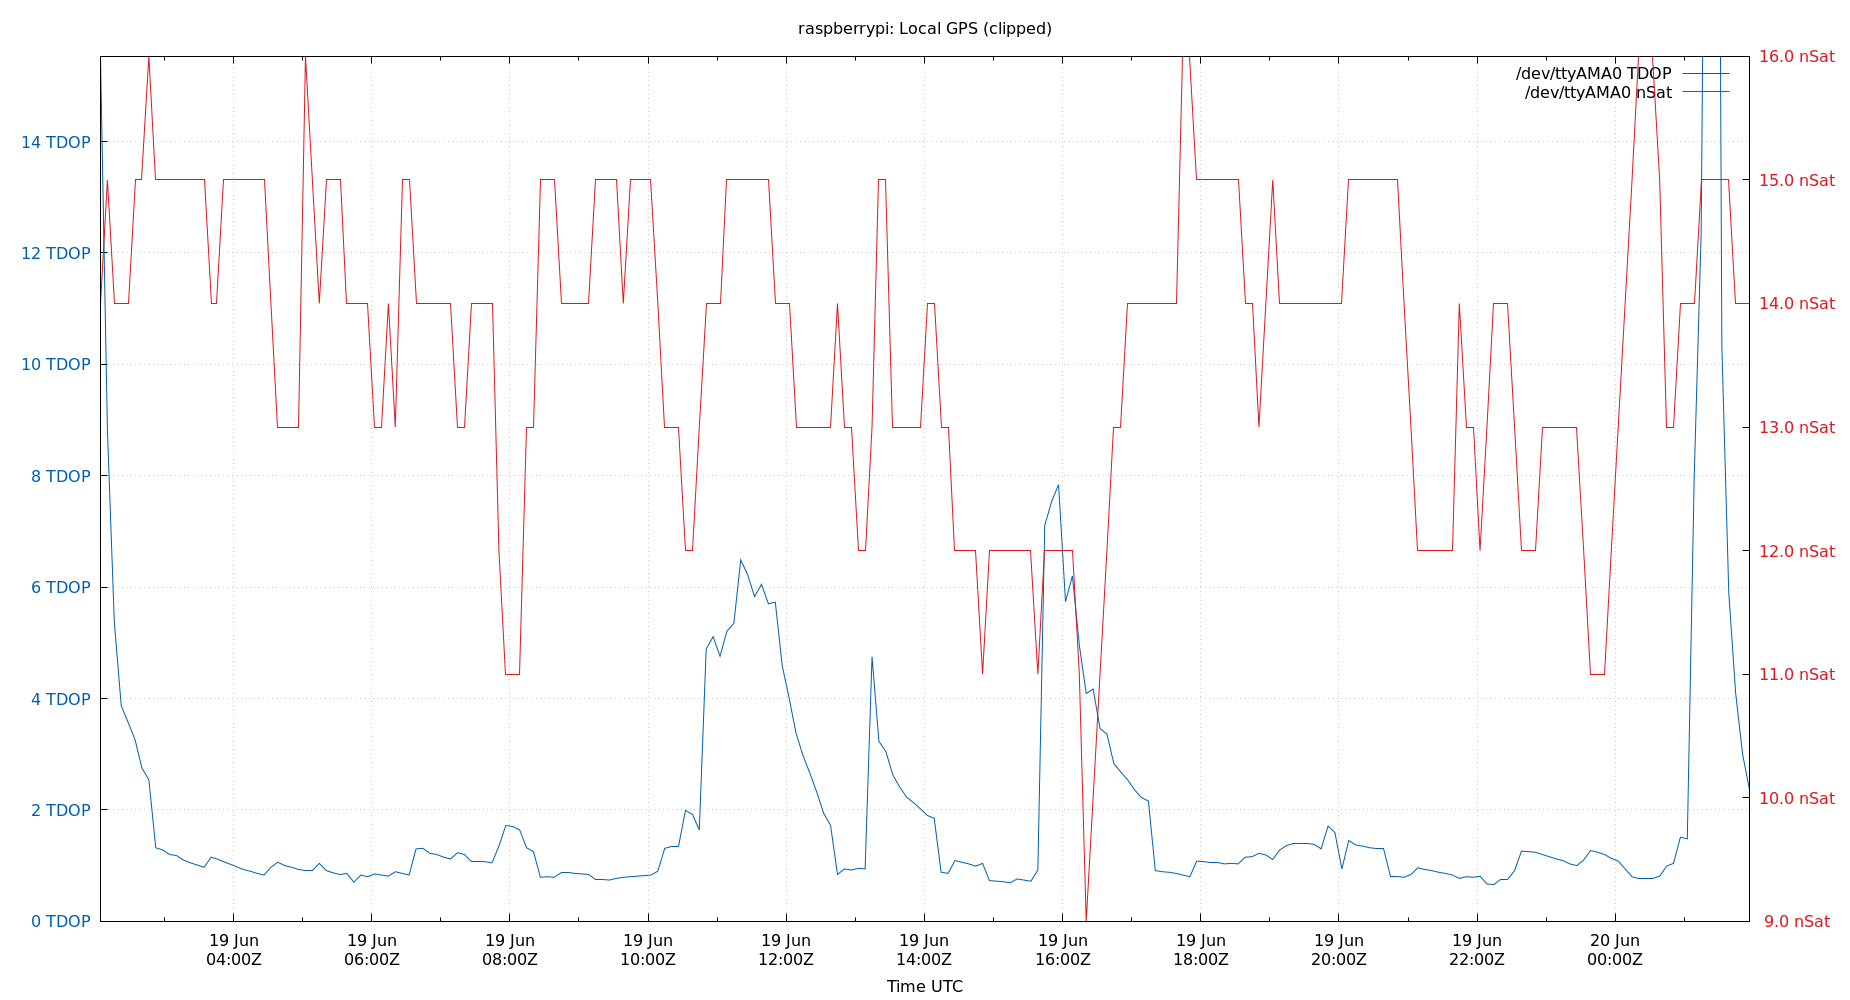 raspberrypi: Local GPS (clipped)
/dev/ttyAMA0 TDOP
/dev/ttyAMA0 nSat
14 TDOP
12 TDOP
10 TDOP
8 TDOP
6 TDOP
4 TDOP
2 TDOP
0 TDOP
16.0 nSat
15.0 nSat
14.0 nSat
13.0 nSat
12.0 nSat
11.0 nSat
10.0 nSat
9.0 nSat
19 Jun
04:00Z
19 Jun
06:00Z
19 Jun
08:00Z
19 Jun
10:00Z
19 Jun
12:00Z
19 Jun
14:00Z
19 Jun
16:00Z
19 Jun
18:00Z
19 Jun
20:00Z
19 Jun
22:00Z
20 Jun
00:00Z
Time UTC